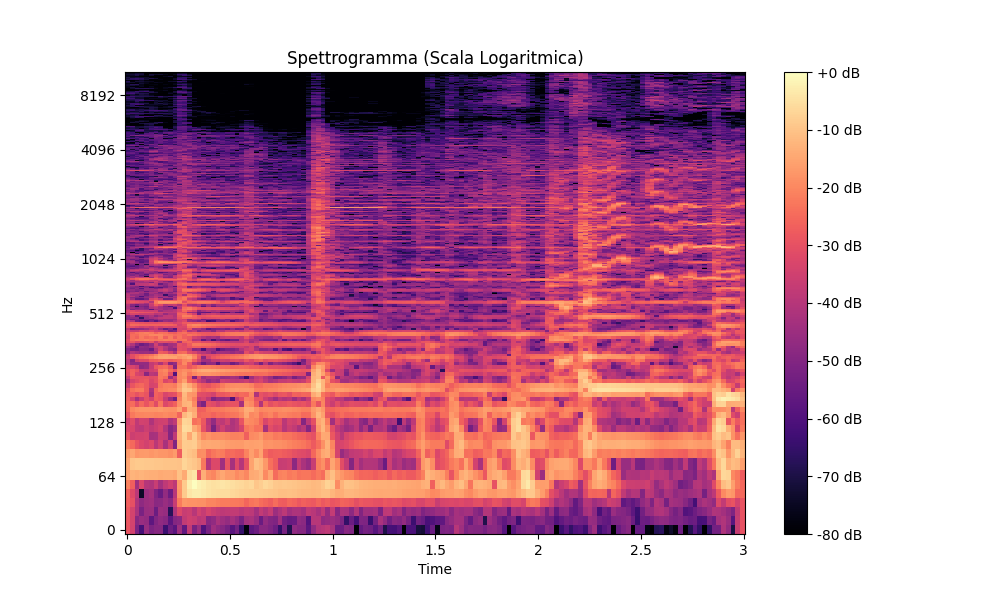 Spettrogramma (Scala Logaritmica)
Hz
8192
4096
2048
1024
512
256
128
64
0
0
0.5
1
1.5
2
2.5
3
Time
+0 dB
-10 dB
-20 dB
-30 dB
-40 dB
-50 dB
-60 dB
-70 dB
-80 dB